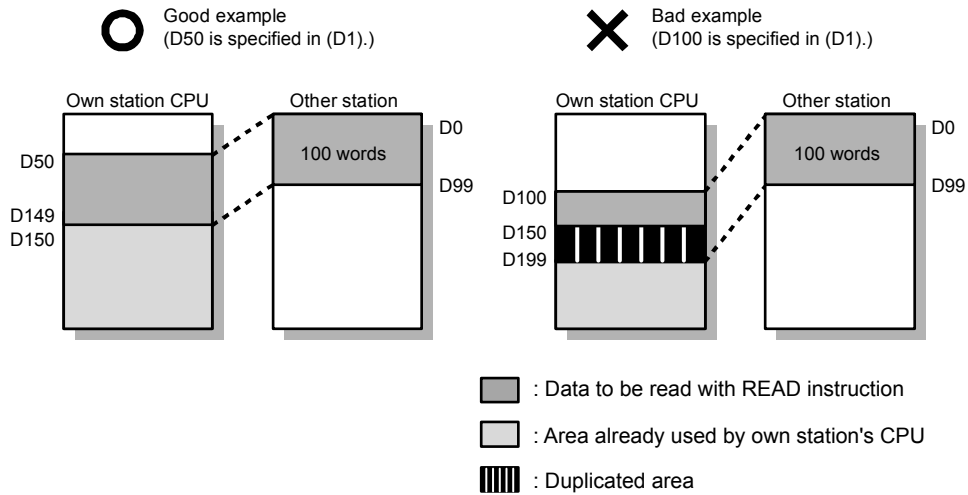 Good example
(D50 is specified in (D1).)
Bad example
(D100 is specified in (D1).)
Own station CPU
Other station
D50
D149
D150
100 words
D0
D99
Own station CPU
Other station
D100
D150
D199
100 words
D0
D99
: Data to be read with READ instruction
: Area already used by own station's CPU
: Duplicated area